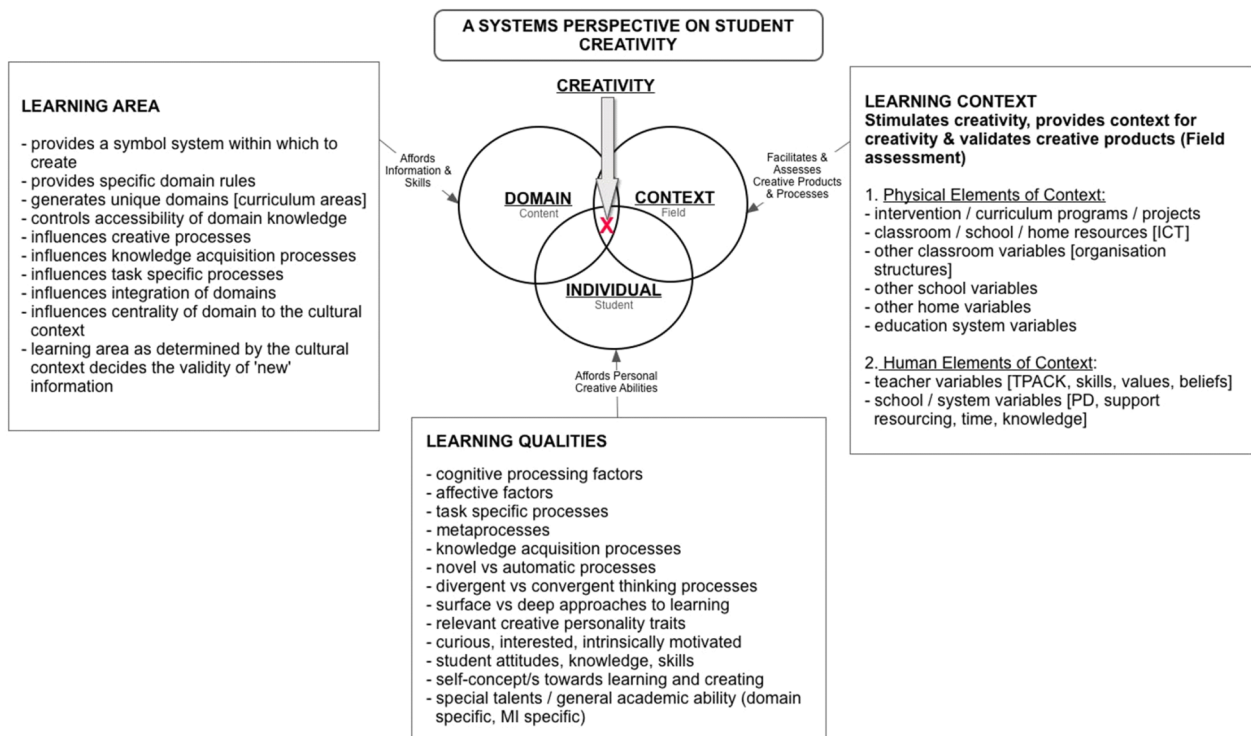 A SYSTEMS PERSPECTIVE ON STUDENT
CREATIVITY
LEARNING AREA
- provides a symbol system within which to
create
- provides specific domain rules
- generates unique domains [curriculum areas]
- controls accessibility of domain knowledge
- influences creative processes
- influences knowledge acquisition processes
- influences task specific processes
- influences integration of domains
- influences centrality of domain to the cultural
context
- learning area as determined by the cultural
context decides the validity of 'new'
information
Affords
Information &
Skills
CREATIVITY
DOMAIN
Content
CONTEXT
Field
X
INDIVIDUAL
Student
Facilitates &
Assesses
Creative Products
& Processes
LEARNING CONTEXT
Stimulates creativity, provides context for
creativity & validates creative products (Field
assessment)
1. Physical Elements of Context:
- intervention / curriculum programs / projects
- classroom / school / home resources [ICT]
- other classroom variables [organisation
structures]
- other school variables
- other home variables
- education system variables
2. Human Elements of Context:
- teacher variables [TPACK, skills, values, beliefs]
- school / system variables [PD, support
resourcing, time, knowledge]
Affords Personal
Creative Abilities
LEARNING QUALITIES
- cognitive processing factors
- affective factors
- task specific processes
- metaprocesses
- knowledge acquisition processes
- novel vs automatic processes
- divergent vs convergent thinking processes
- surface vs deep approaches to learning
- relevant creative personality traits
- curious, interested, intrinsically motivated
- student attitudes, knowledge, skills
- self-concept/s towards learning and creating
- special talents / general academic ability (domain
specific, MI specific)